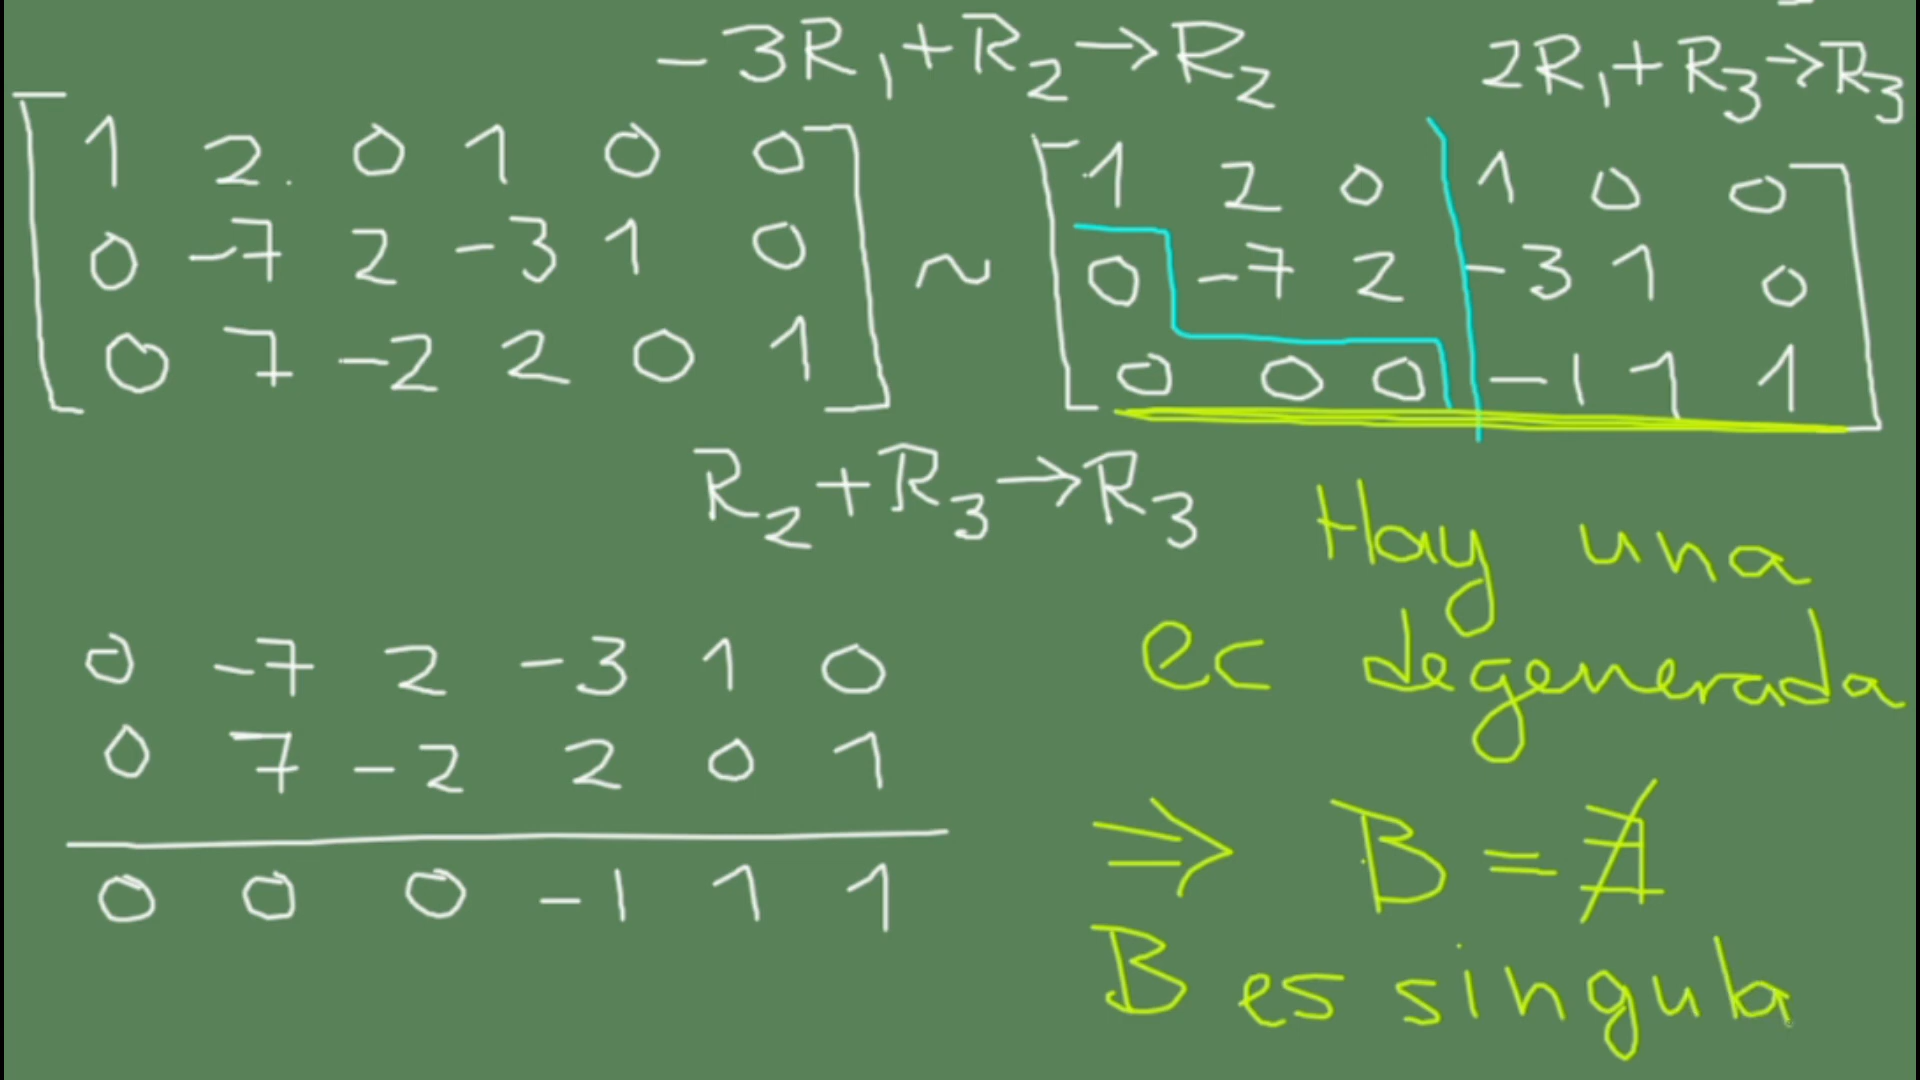 -3R₁+R₂→R₂ 2R₁+R₃→R₃
1 2. 0 1 0 0
0 -7 2 -3 1 0
0 7 -2 2 0 1
~
1 2 0 1 0 0
0 -7 2 -3 1 0
0 0 0 -1 1 1
R₂+R₃→R₃
0 -7 2 -3 1 0
0 7 -2 2 0 1
0 0 0 -1 1 1
Hay una
ec degenerada
⇒ B=∄
B es singula